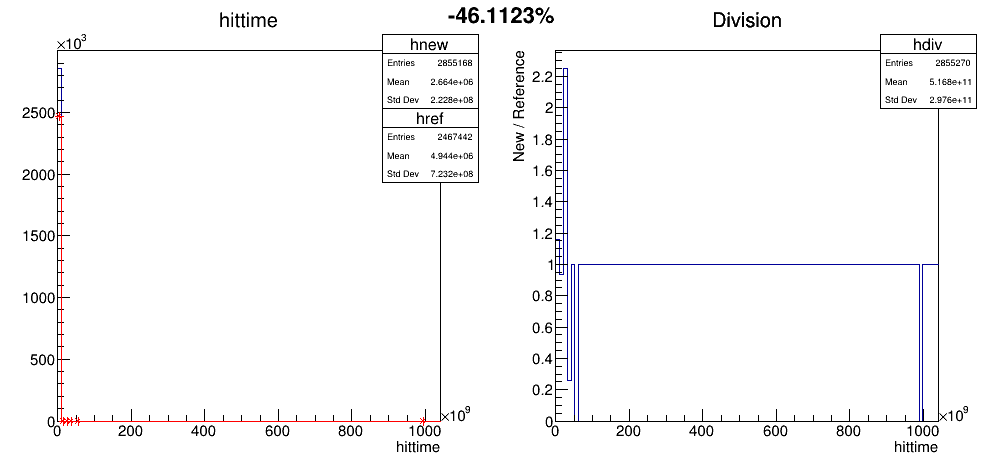 -46.1123%
hittime
×10³
hnew
Entries 2855168
Mean 2.664e+06
Std Dev 2.228e+08
href
Entries 2467442
Mean 4.944e+06
Std Dev 7.232e+08
2500
2000
1500
1000
500
0
0 200 400 600 800 1000
×10⁹
hittime
Division
hdiv
Entries 2855270
Mean 5.168e+11
Std Dev 2.976e+11
New / Reference
2.2
2
1.8
1.6
1.4
1.2
1
0.8
0.6
0.4
0.2
0
0 200 400 600 800 1000
×10⁹
hittime